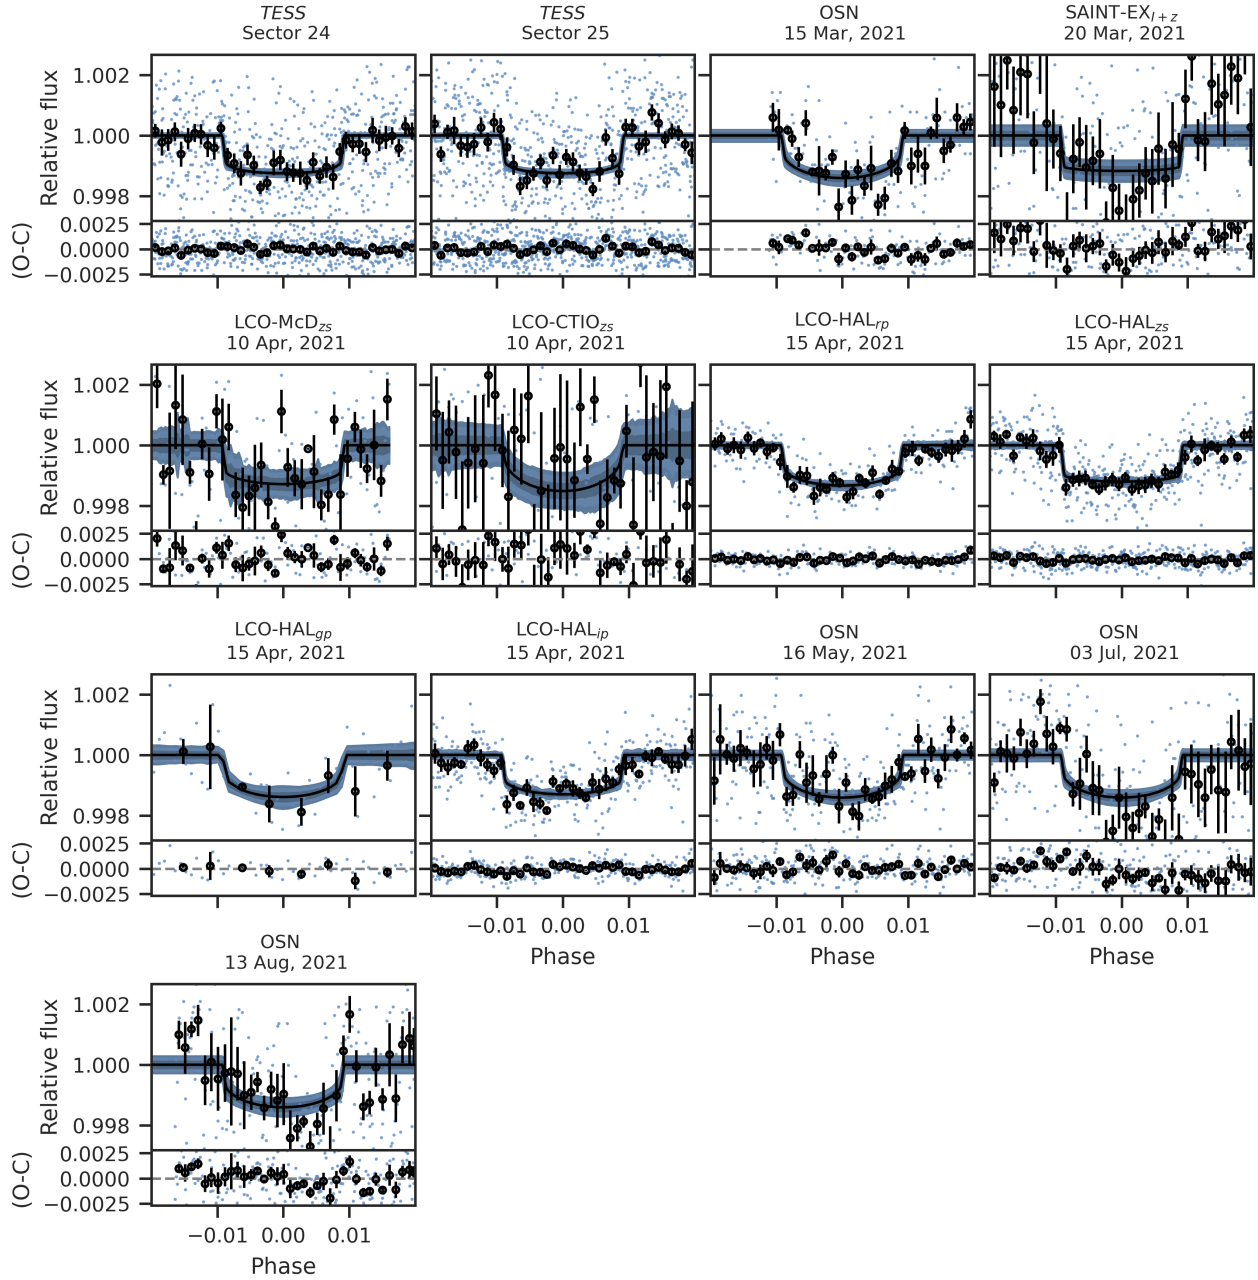 TESS
Sector 24
TESS
Sector 25
OSN
15 Mar, 2021
SAINT-EX_{I+z}
20 Mar, 2021
Relative flux
1.002
1.000
0.998
(O-C)
0.0025
0.0000
−0.0025
LCO-McD_{zs}
10 Apr, 2021
LCO-CTIO_{zs}
10 Apr, 2021
LCO-HAL_{rp}
15 Apr, 2021
LCO-HAL_{zs}
15 Apr, 2021
Relative flux
1.002
1.000
0.998
(O-C)
0.0025
0.0000
−0.0025
LCO-HAL_{gp}
15 Apr, 2021
LCO-HAL_{ip}
15 Apr, 2021
OSN
16 May, 2021
OSN
03 Jul, 2021
Relative flux
1.002
1.000
0.998
(O-C)
0.0025
0.0000
−0.0025
−0.01 0.00 0.01
Phase
−0.01 0.00 0.01
Phase
−0.01 0.00 0.01
Phase
OSN
13 Aug, 2021
Relative flux
1.002
1.000
0.998
(O-C)
0.0025
0.0000
−0.0025
−0.01 0.00 0.01
Phase